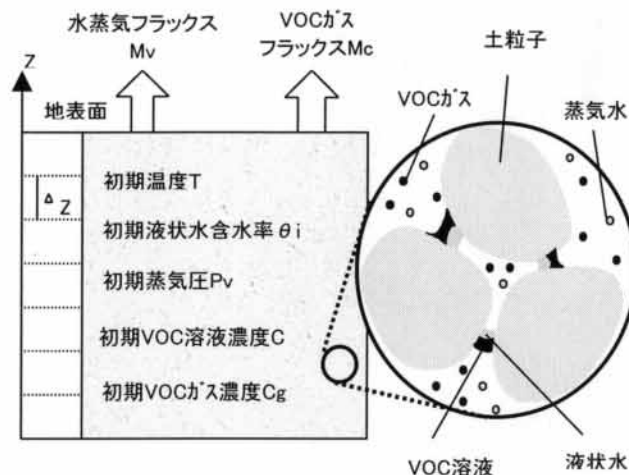 水蒸気フラックス
Mv
VOCｶﾞｽ
フラックスMc
Z
地表面
土粒子
VOCｶﾞｽ
蒸気水
初期温度T
Δ
Z
初期液状水含水率θi
初期蒸気圧Pv
初期VOC溶液濃度C
初期VOCｶﾞｽ濃度Cg
VOC溶液
液状水